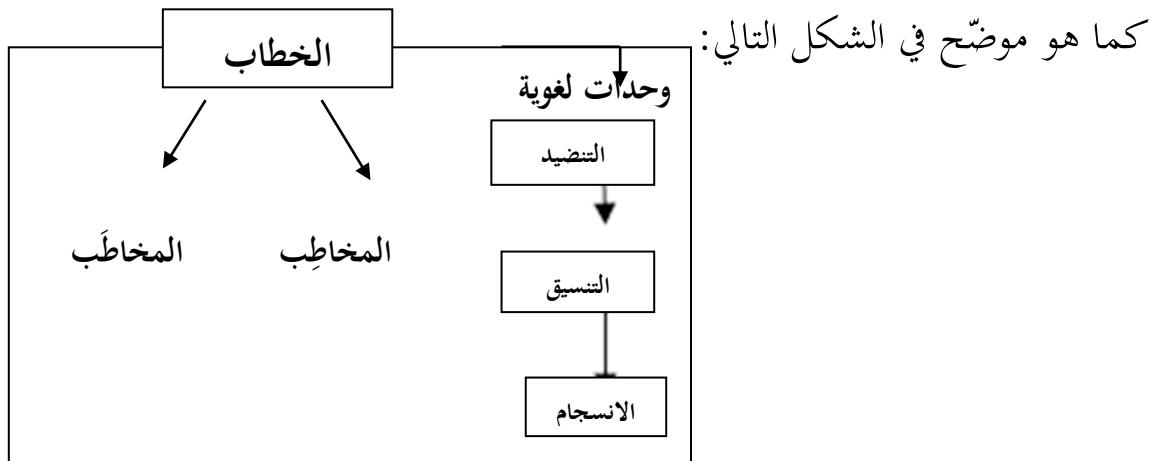 كما هو موضّح في الشكل التالي:
الخطاب
وحدات لغوية
التنضيد
المخاطِب
المخاطَب
التنسيق
الانسجام